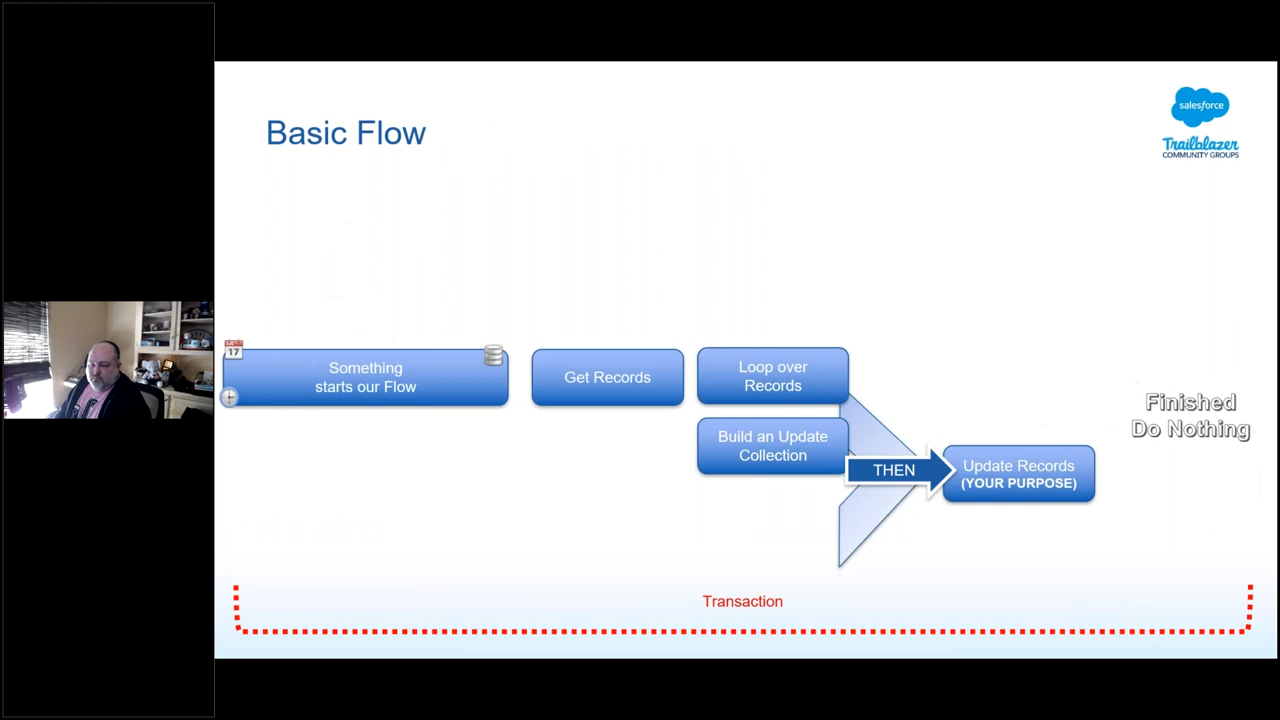 Basic Flow
salesforce
Trailblazer
COMMUNITY GROUPS
17
Something
starts our Flow
Get Records
Loop over
Records
Build an Update
Collection
THEN
Update Records
(YOUR PURPOSE)
Finished
Do Nothing
Transaction